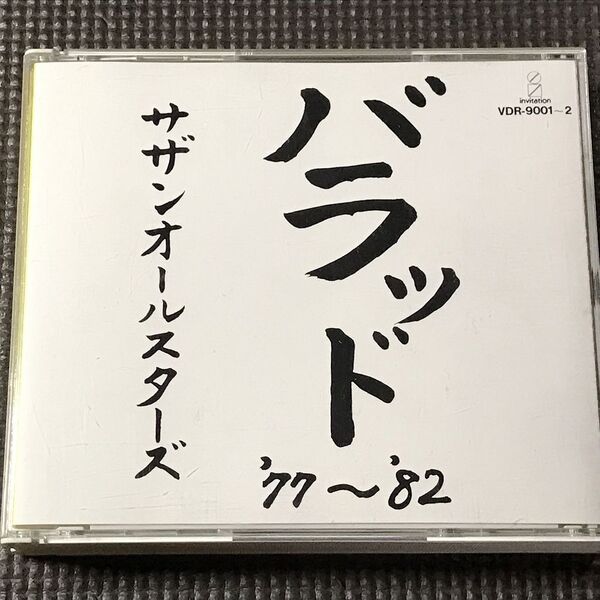 バラッド
'77～'82
サザンオールスターズ
invitation
VDR-9001~2